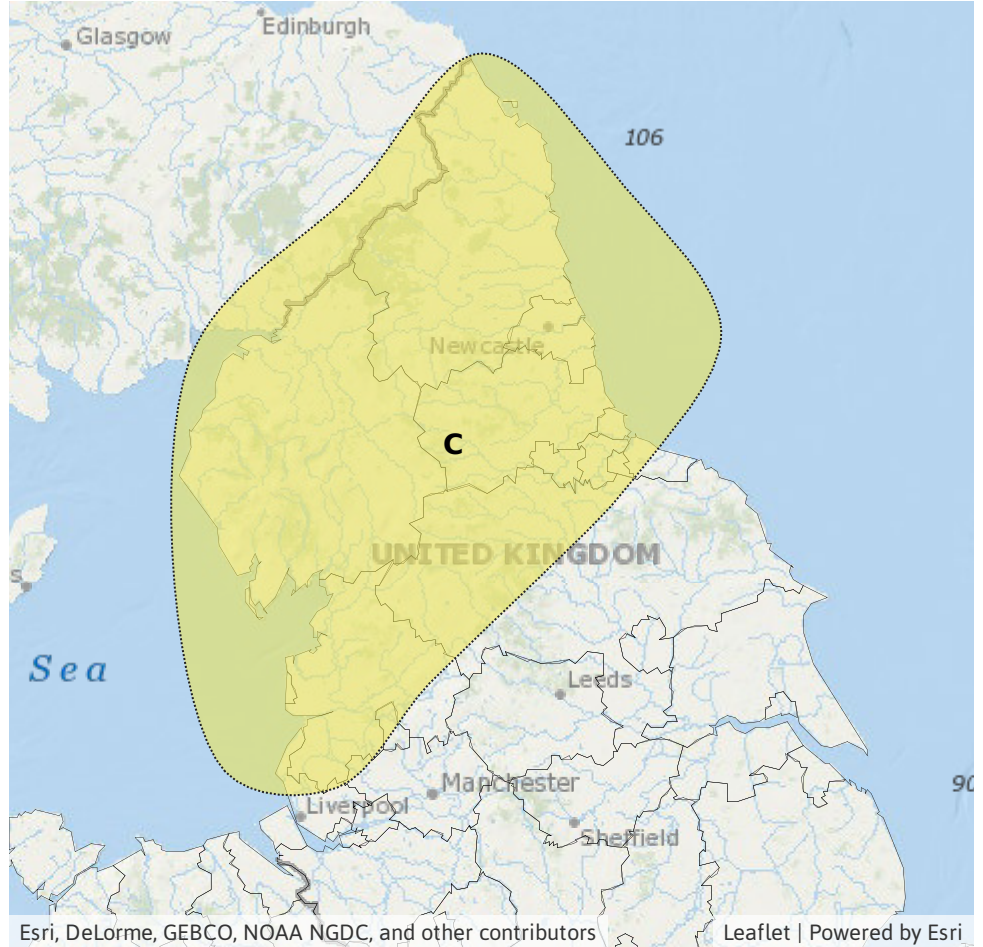 Edinburgh
Glasgow
106
Newcastle
C
UNITED KINGDOM
s
Sea
Leeds
Manchester
90
Liverpool
Sheffield
Esri, DeLorme, GEBCO, NOAA NGDC, and other contributors
Leaflet | Powered by Esri